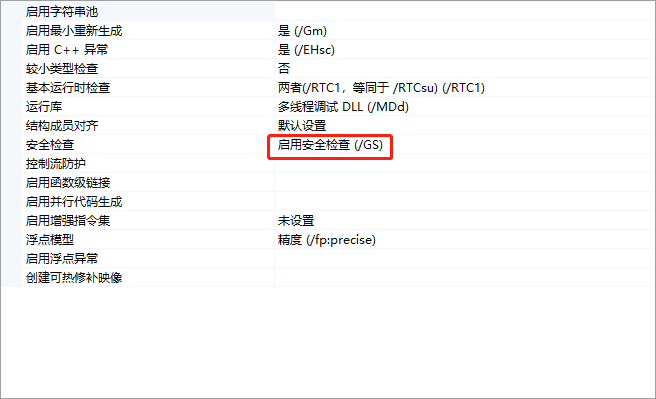 启用字符串池
启用最小重新生成 是 (/Gm)
启用 C++ 异常 是 (/EHsc)
较小类型检查 否
基本运行时检查 两者(/RTC1，等同于 /RTCsu) (/RTC1)
运行库 多线程调试 DLL (/MDd)
结构成员对齐 默认设置
安全检查 启用安全检查 (/GS)
控制流防护
启用函数级链接
启用并行代码生成
启用增强指令集 未设置
浮点模型 精度 (/fp:precise)
启用浮点异常
创建可热修补映像